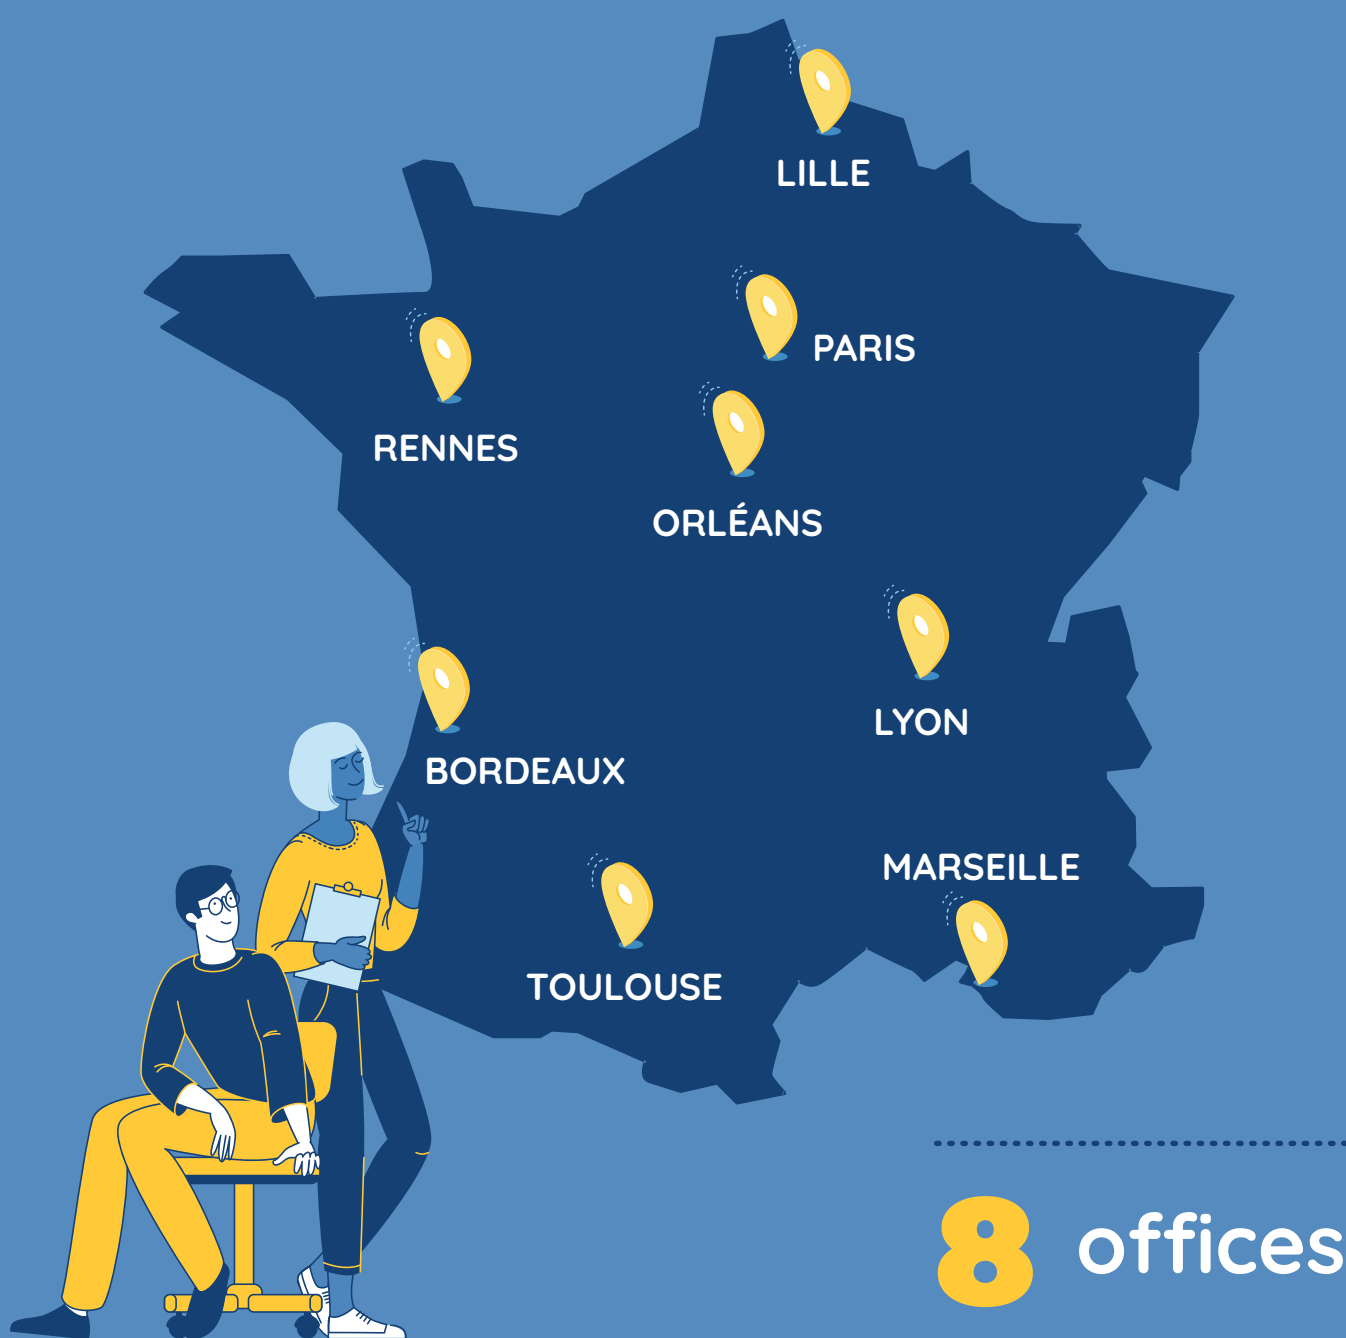 LILLE
PARIS
RENNES
ORLÉANS
LYON
BORDEAUX
MARSEILLE
TOULOUSE
8 offices